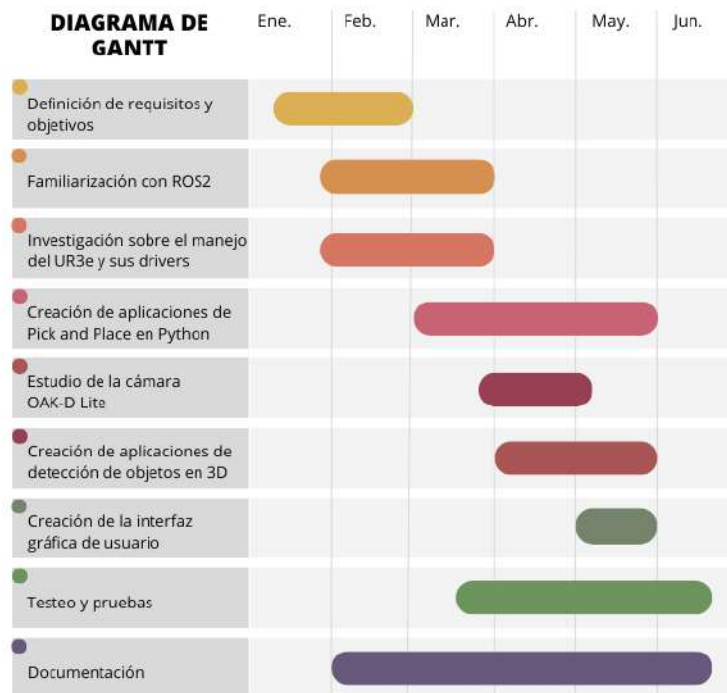 DIAGRAMA DE
GANTT
Ene. Feb. Mar. Abr. May. Jun.
Definición de requisitos y
objetivos
Familiarización con ROS2
Investigación sobre el manejo
del UR3e y sus drivers
Creación de aplicaciones de
Pick and Place en Python
Estudio de la cámara
OAK-D Lite
Creación de aplicaciones de
detección de objetos en 3D
Creación de la interfaz
gráfica de usuario
Testeo y pruebas
Documentación